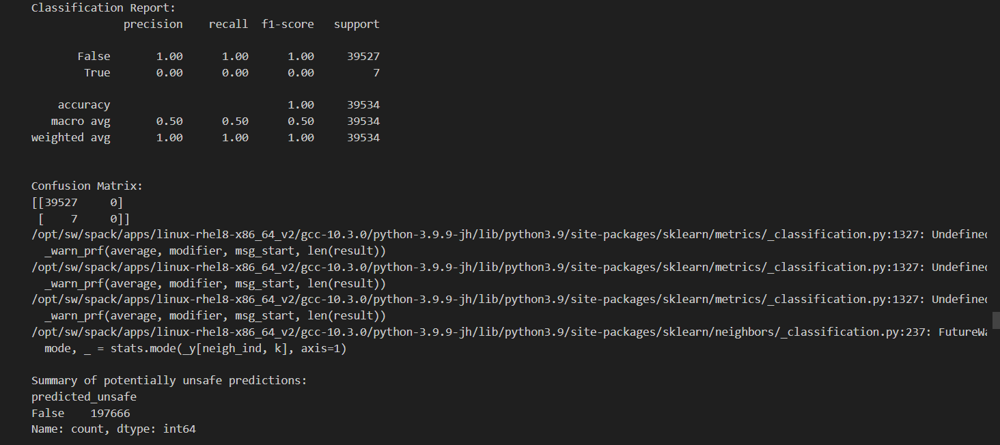 Classification Report:
precision recall f1-score support
False 1.00 1.00 1.00 39527
True 0.00 0.00 0.00 7
accuracy 1.00 39534
macro avg 0.50 0.50 0.50 39534
weighted avg 1.00 1.00 1.00 39534
Confusion Matrix:
[[39527 0]
[ 7 0]]
/opt/sw/spack/apps/linux-rhel8-x86_64_v2/gcc-10.3.0/python-3.9.9-jh/lib/python3.9/site-packages/sklearn/metrics/_classification.py:1327: Undefined
_warn_prf(average, modifier, msg_start, len(result))
/opt/sw/spack/apps/linux-rhel8-x86_64_v2/gcc-10.3.0/python-3.9.9-jh/lib/python3.9/site-packages/sklearn/metrics/_classification.py:1327: Undefined
_warn_prf(average, modifier, msg_start, len(result))
/opt/sw/spack/apps/linux-rhel8-x86_64_v2/gcc-10.3.0/python-3.9.9-jh/lib/python3.9/site-packages/sklearn/metrics/_classification.py:1327: Undefined
_warn_prf(average, modifier, msg_start, len(result))
/opt/sw/spack/apps/linux-rhel8-x86_64_v2/gcc-10.3.0/python-3.9.9-jh/lib/python3.9/site-packages/sklearn/neighbors/_classification.py:237: FutureWa
mode, _ = stats.mode(_y[neigh_ind, k], axis=1)
Summary of potentially unsafe predictions:
predicted_unsafe
False 197666
Name: count, dtype: int64